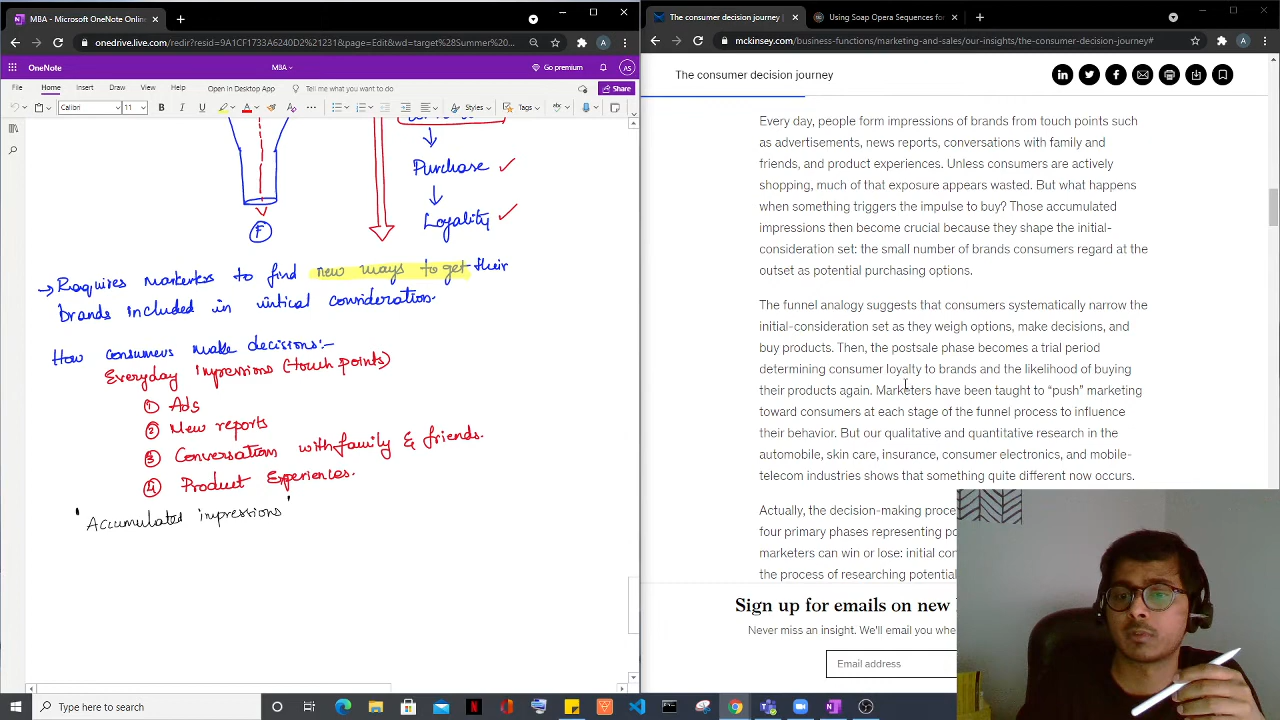 MBA - Microsoft OneNote Online
onedrive.live.com/redir?resid=9A1CF1733A6240D2%21231&page=Edit&wd=target%28Summer%20...
OneNote
MBA
Go premium
AS
File
Home
Insert
Draw
View
Help
Open In Desktop App
Tell me what you want to do
Share
Calibri
11
B
I
U
A
Styles
Tags
abc
Purchase ✓
↓
Loyality ✓
F
→ Requires marketers to find new ways to get their
brands included in initical consideration.
How consumers make decisions:-
Everyday impressions (touch points)
① Ads
② New reports
③ Conversation with family & friends.
④ Product Experiences.
' Accumulated impressions '
The consumer decision journey
Using Soap Opera Sequences for
mckinsey.com/business-functions/marketing-and-sales/our-insights/the-consumer-decision-journey#
The consumer decision journey
Every day, people form impressions of brands from touch points such
as advertisements, news reports, conversations with family and
friends, and product experiences. Unless consumers are actively
shopping, much of that exposure appears wasted. But what happens
when something triggers the impulse to buy? Those accumulated
impressions then become crucial because they shape the initial-
consideration set: the small number of brands consumers regard at the
outset as potential purchasing options.
The funnel analogy suggests that consumers systematically narrow the
initial-consideration set as they weigh options, make decisions, and
buy products. Then, the postsale phase becomes a trial period
determining consumer loyalty to brands and the likelihood of buying
their products again. Marketers have been taught to “push” marketing
toward consumers at each stage of the funnel process to influence
their behavior. But our qualitative and quantitative research in the
automobile, skin care, insurance, consumer electronics, and mobile-
telecom industries shows that something quite different now occurs.
Actually, the decision-making proce
four primary phases representing po
marketers can win or lose: initial con
the process of researching potential
Sign up for emails on new
Never miss an insight. We'll email you whe
Email address
Type here to search